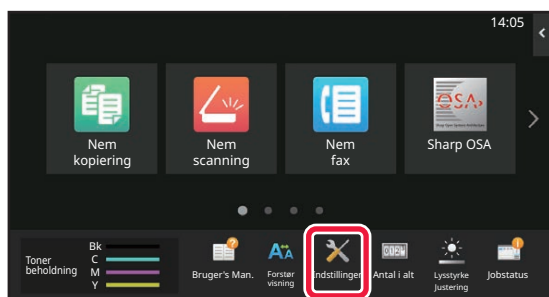 14:05
Nem
kopiering
Nem
scanning
Nem
fax
Sharp OSA
Toner
beholdning
Bk
C
M
Y
Bruger's Man.
Forstør
visning
Indstillinger
Antal i alt
Lysstyrke
Justering
Jobstatus